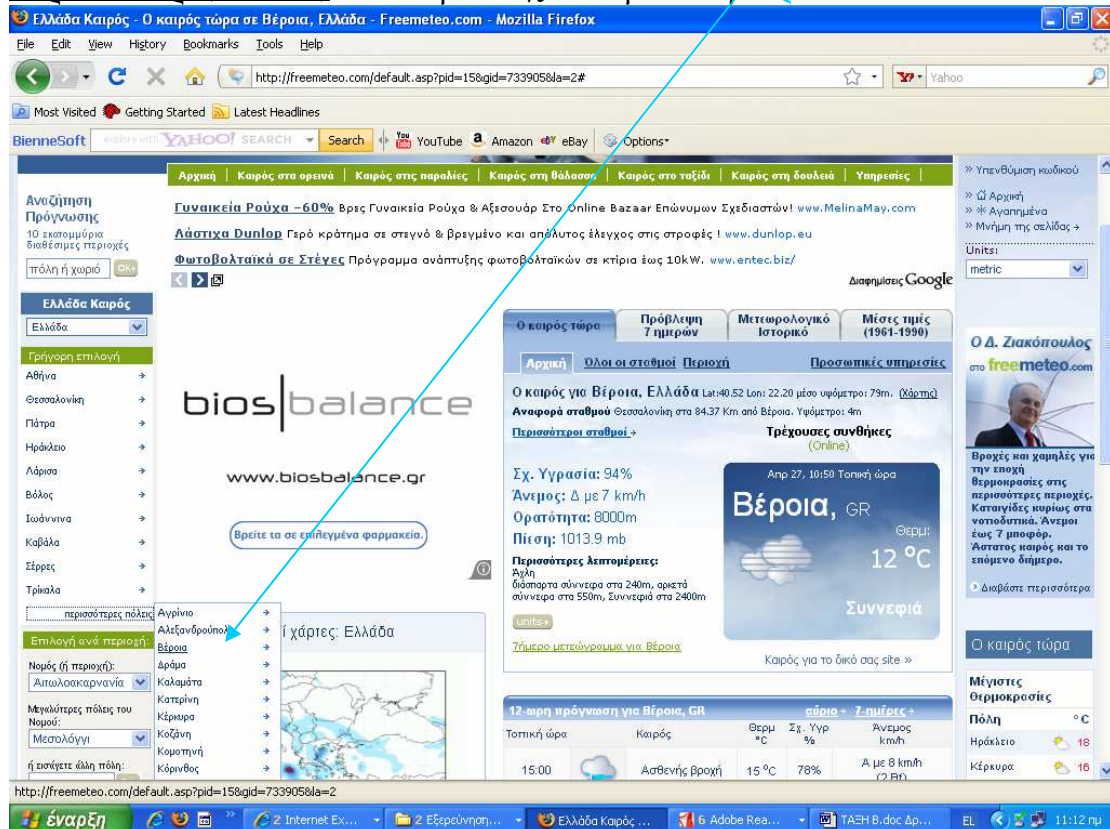 Ελλάδα Καιρός - Ο καιρός τώρα σε Βέροια, Ελλάδα - Freemeteo.com - Mozilla Firefox
File Edit View History Bookmarks Tools Help
http://freemeteo.com/default.asp?pid=15&gid=733905&la=2#
Yahoo
Most Visited Getting Started Latest Headlines
BienneSoft YAHOO! SEARCH Search YouTube Amazon eBay Options
Αρχική | Καιρός στα ορεινά | Καιρός στις παραλίες | Καιρός στη θάλασσα | Καιρός στο ταξίδι | Καιρός στη δουλειά | Υπηρεσίες |
Αναζήτηση
Πρόγνωσης
10 εκατομμύρια
διαθέσιμες περιοχές
πόλη ή χωριό OK»
Ελλάδα Καιρός
Ελλάδα
Γρήγορη επιλογή
Αθήνα
Θεσσαλονίκη
Πάτρα
Ηράκλειο
Λάρισα
Βόλος
Ιωάννινα
Καβάλα
Σέρρες
Τρίκαλα
περισσότερες πόλεις
Επιλογή ανά περιοχή:
Νομός (ή περιοχή):
Αιτωλοακαρνανία
Μεγαλύτερες πόλεις του
Νομού:
Μεσολόγγι
ή εισάγετε άλλη πόλη:
Αγρίνιο
Αλεξανδρούπολη
Βέροια
Δράμα
Καλαμάτα
Κατερίνη
Κέρκυρα
Κοζάνη
Κομοτηνή
Κόρινθος
Γυναικεία Ρούχα -60% Βρες Γυναικεία Ρούχα & Αξεσουάρ Στο Online Bazaar Επώνυμων Σχεδιαστών! www.MelinaMay.com
Λάστιχα Dunlop Γερό κράτημα σε στεγνό & βρεγμένο και απόλυτος έλεγχος στις στροφές ! www.dunlop.eu
Φωτοβολταϊκά σε Στέγες Πρόγραμμα ανάπτυξης φωτοβολταϊκών σε κτίρια έως 10kW. www.entec.biz/
Διαφημίσεις Google
bios balance
www.biosbalance.gr
Βρείτε τα σε επιλεγμένα φαρμακεία.
ί χάρτες: Ελλάδα
Ο καιρός τώρα
Πρόβλεψη
7 ημερών
Μετεωρολογικό
Ιστορικό
Μέσες τιμές
(1961-1990)
Αρχική Όλοι οι σταθμοί Περιοχή Προσωπικές υπηρεσίες
Ο καιρός για Βέροια, Ελλάδα Lat:40.52 Lon: 22.20 μέσο υψόμετρο: 79m. (Χάρτης)
Αναφορά σταθμού Θεσσαλονίκη στα 84.37 Km από Βέροια. Υψόμετρο: 4m
Περισσότεροι σταθμοί
Τρέχουσες συνθήκες
(Online)
Σχ. Υγρασία: 94%
Άνεμος: Δ με 7 km/h
Ορατότητα: 8000m
Πίεση: 1013.9 mb
Περισσότερες λεπτομέρειες:
Αχλη
διάσπαρτα σύννεφα στα 240m, αρκετά
σύννεφα στα 550m, Συννεφιά στα 2400m
units
7ήμερο μετεώγραμμα για Βέροια
Απρ 27, 10:50 Τοπική ώρα
Βέροια, GR
Θερμ:
12 °C
Συννεφιά
Καιρός για το δικό σας site »
12-ωρη πρόγνωση για Βέροια, GR αύριο 7-ημέρες
Τοπική ώρα Καιρός Θερμ °C Σχ. Υγρ % Άνεμος km/h
15:00 Ασθενής βροχή 15 °C 78% Α με 8 km/h
(2 Bf)
» Υπενθύμιση κωδικού
» Αρχική
» Αγαπημένα
» Μνήμη της σελίδας
Units:
metric
Ο Δ. Ζιακόπουλος
στο freemeteo.com
Βροχές και χαμηλές για
την εποχή
θερμοκρασίες στις
περισσότερες περιοχές.
Καταιγίδες κυρίως στα
νοτιοδυτικά. Άνεμοι
έως 7 μποφόρ.
Άστατος καιρός και το
επόμενο διήμερο.
Διαβάστε περισσότερα
Ο καιρός τώρα
Μέγιστες
Θερμοκρασίες
Πόλη °C
Ηράκλειο 18
Κέρκυρα 16
http://freemeteo.com/default.asp?pid=15&gid=733905&la=2
έναρξη 2 Internet Ex... 2 Εξερεύνηση... Ελλάδα Καιρός ... 6 Adobe Rea... ΤΑΞΗ Β.doc Δρ... EL 11:12 πμ